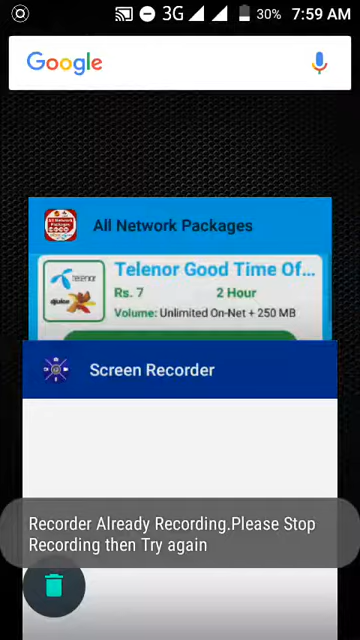 3G 30% 7:59 AM
Google
All Network Packages
Telenor Good Time Of...
telenor
Rs. 7 2 Hour
djuice
Volume: Unlimited On-Net + 250 MB
Screen Recorder
Recorder Already Recording.Please Stop
Recording then Try again